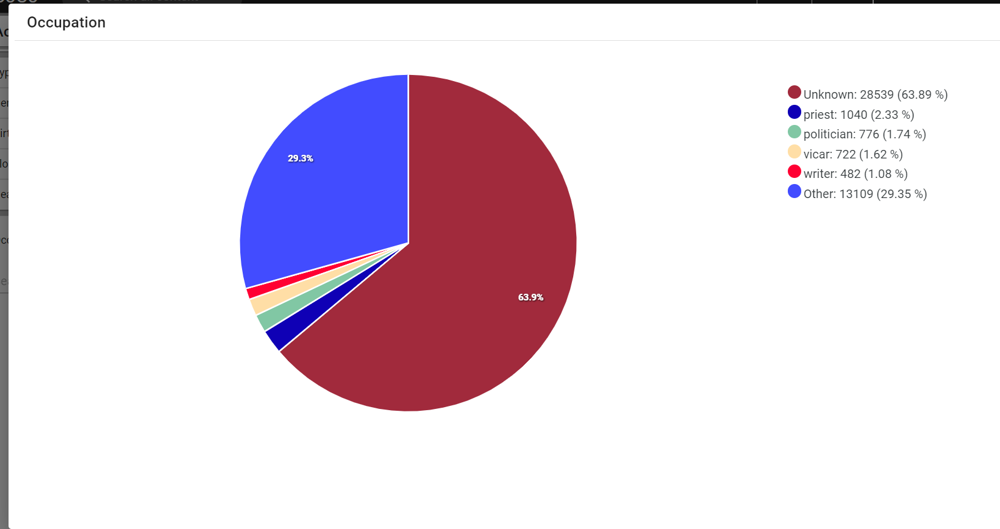 Occupation
29.3%
63.9%
Unknown: 28539 (63.89 %)
priest: 1040 (2.33 %)
politician: 776 (1.74 %)
vicar: 722 (1.62 %)
writer: 482 (1.08 %)
Other: 13109 (29.35 %)